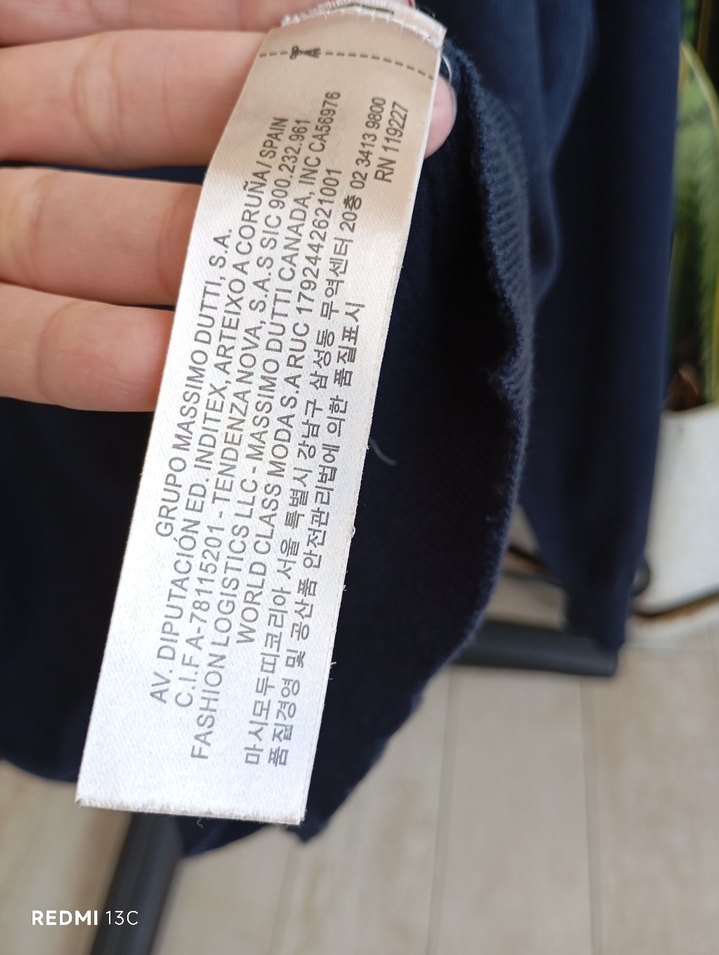 GRUPO MASSIMO DUTTI, S.A.
AV. DIPUTACIÓN ED. INDITEX, ARTEIXO A CORUÑA / SPAIN
C.I.F A-78115201 - TENDENZA NOVA, S.A.S SIC 900.232.961
FASHION LOGISTICS LLC - MASSIMO DUTTI CANADA, INC CA56976
WORLD CLASS MODA S.A RUC 1792442621001
마시모두띠코리아 서울 특별시 강남구 삼성동 무역센터 20층 02 3413 9800
품질경영 및 공산품 안전관리법에 의한 품질표시
RN 119227
REDMI 13C